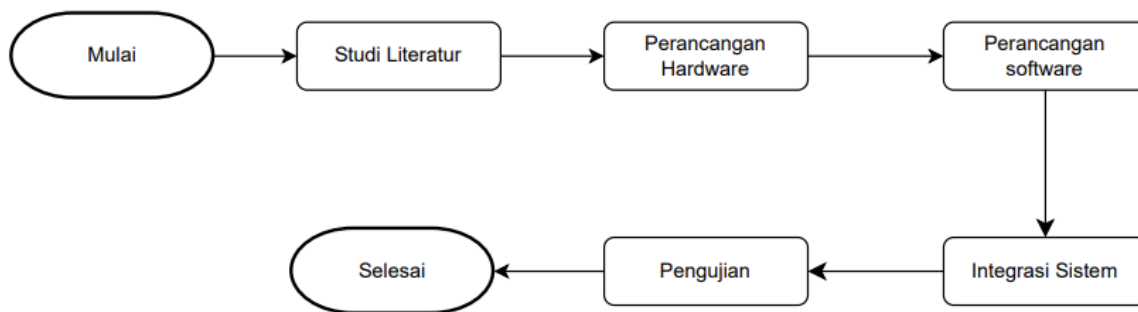 Mulai
Studi Literatur
Perancangan
Hardware
Perancangan
software
Integrasi Sistem
Pengujian
Selesai